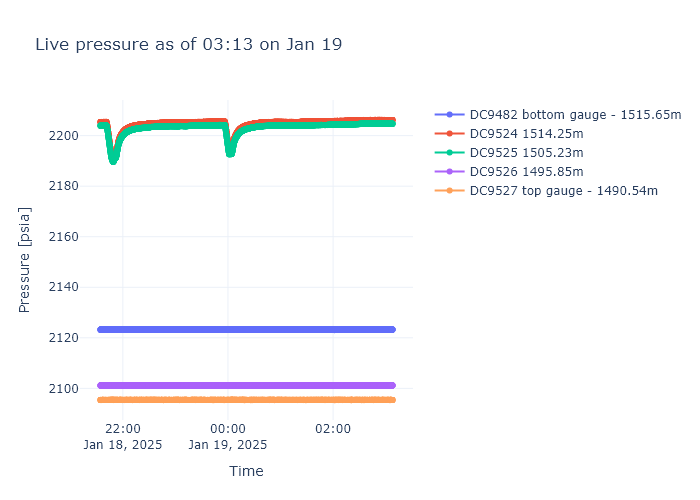 Live pressure as of 03:13 on Jan 19
DC9482 bottom gauge - 1515.65m
DC9524 1514.25m
DC9525 1505.23m
DC9526 1495.85m
DC9527 top gauge - 1490.54m
Pressure [psia]
2200
2180
2160
2140
2120
2100
22:00
Jan 18, 2025
00:00
Jan 19, 2025
02:00
Time